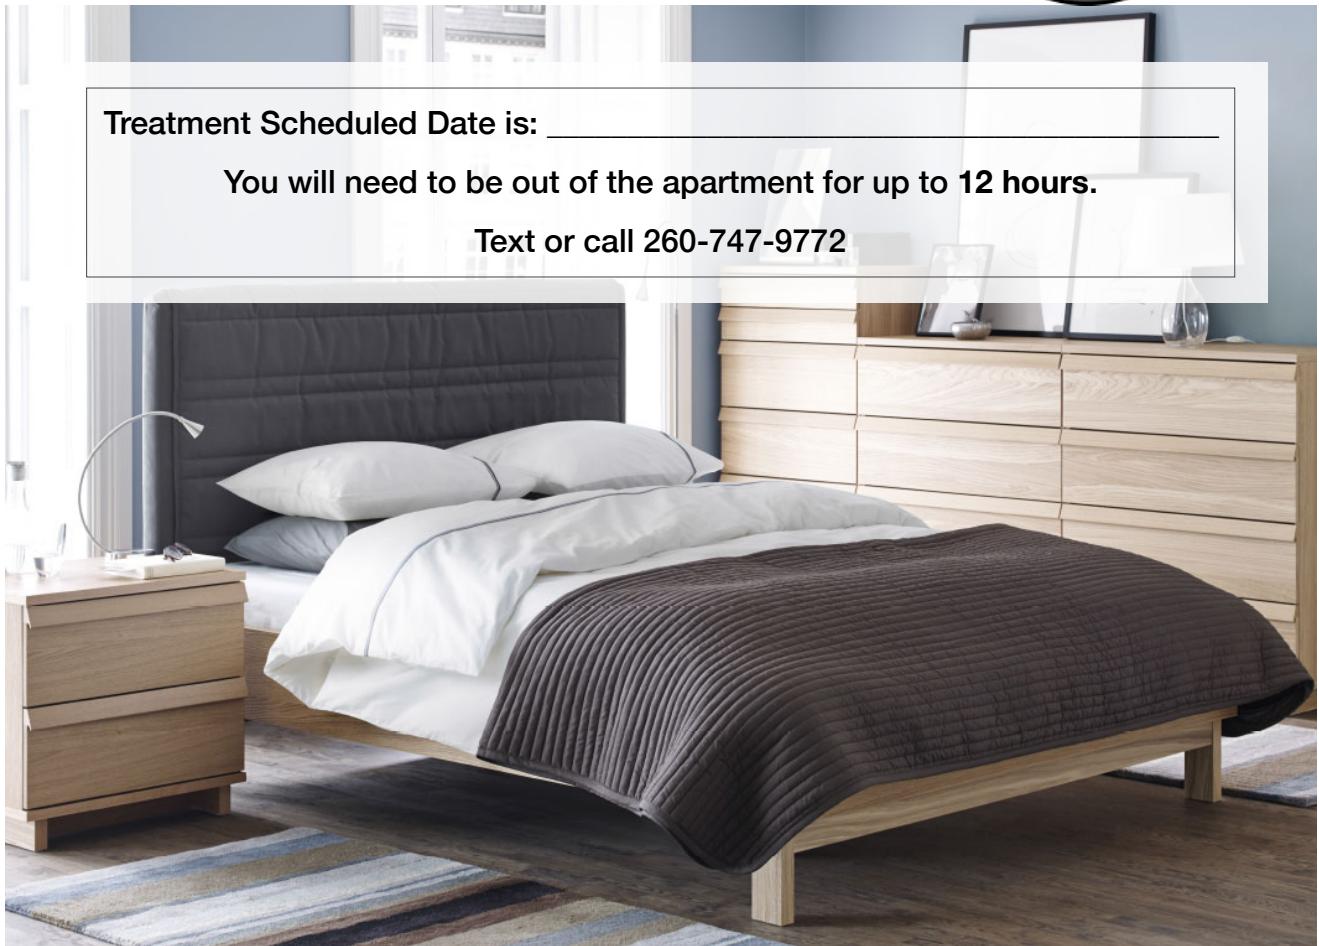 Treatment Scheduled Date is: ________________________________________
You will need to be out of the apartment for up to 12 hours.
Text or call 260-747-9772